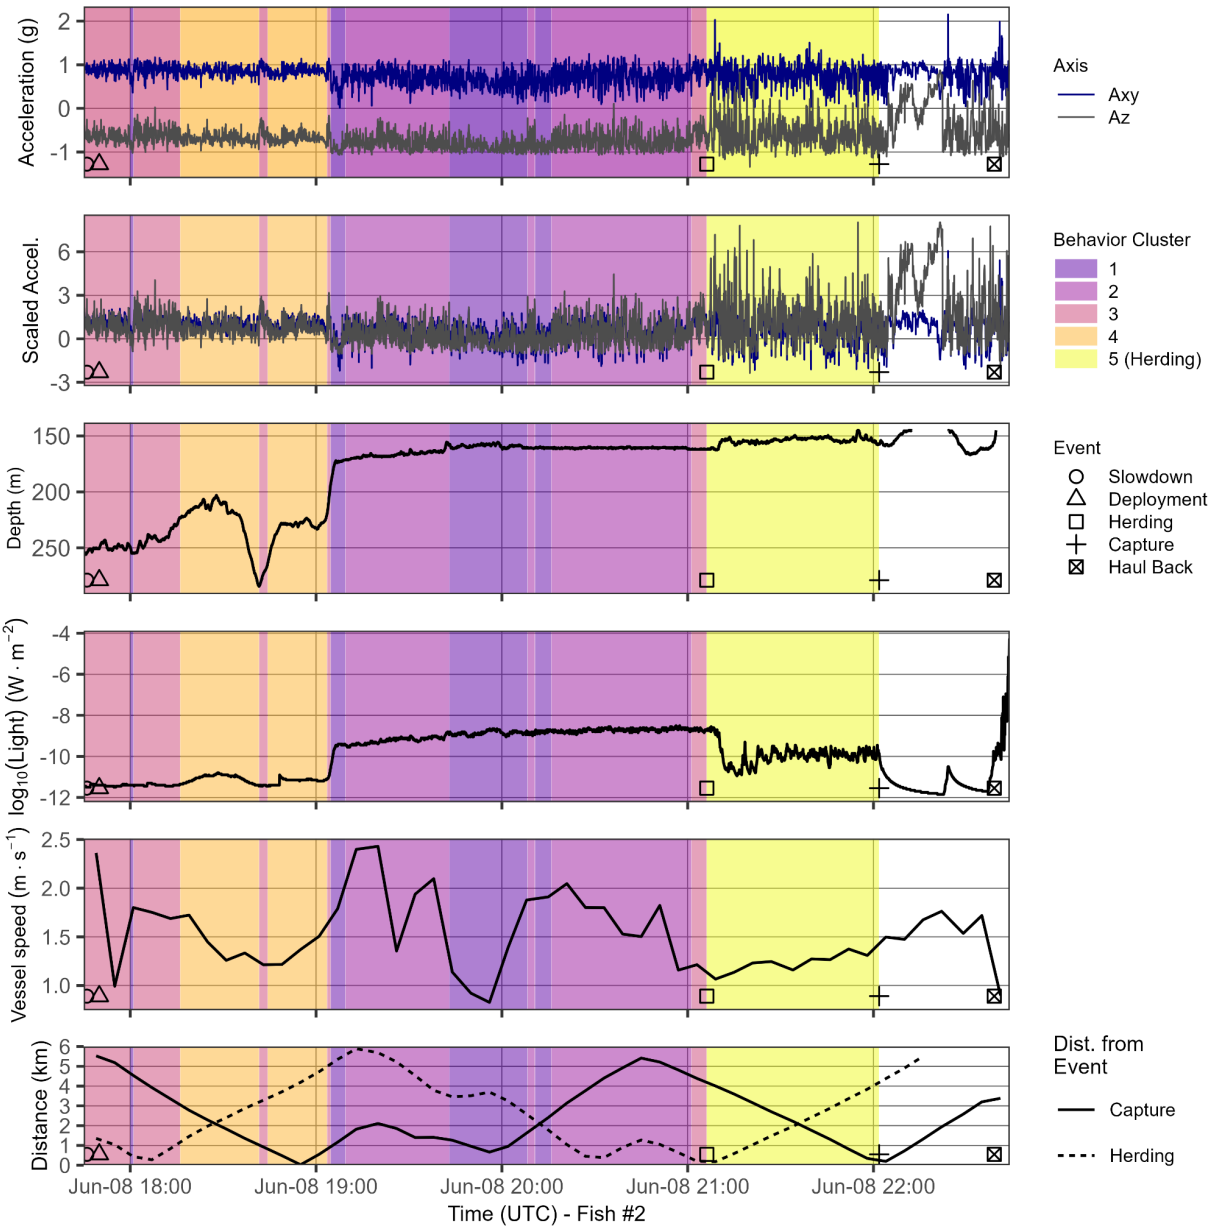 Acceleration (g)
2
1
0
-1
Axis
Axy
Az
Scaled Accel.
6
3
0
-3
Behavior Cluster
1
2
3
4
5 (Herding)
Depth (m)
150
200
250
Event
Slowdown
Deployment
Herding
Capture
Haul Back
log₁₀(Light) (W · m⁻²)
-4
-6
-8
-10
-12
Vessel speed (m · s⁻¹)
2.5
2.0
1.5
1.0
Distance (km)
6
5
4
3
2
1
0
Dist. from
Event
Capture
Herding
Jun-08 18:00 Jun-08 19:00 Jun-08 20:00 Jun-08 21:00 Jun-08 22:00
Time (UTC) - Fish #2